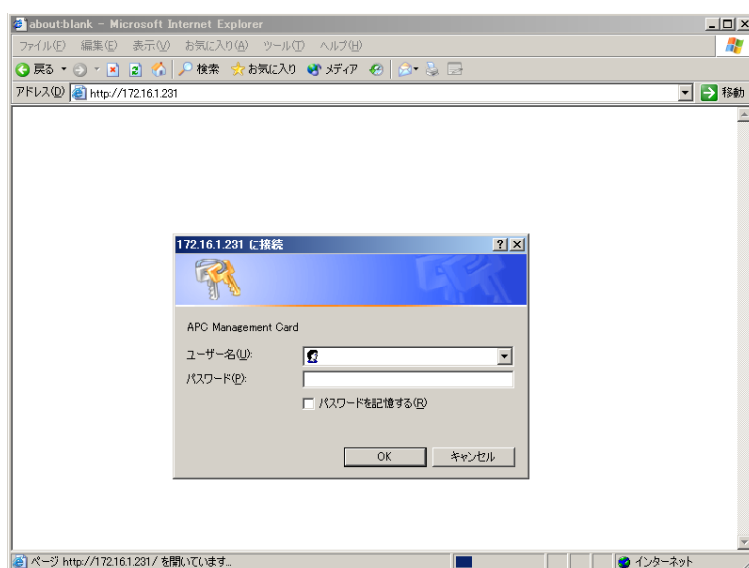 about:blank - Microsoft Internet Explorer
ファイル(F) 編集(E) 表示(V) お気に入り(A) ツール(T) ヘルプ(H)
戻る 検索 お気に入り メディア
アドレス(D) http://172.16.1.231 移動
172.16.1.231 に接続
APC Management Card
ユーザー名(U):
パスワード(P):
パスワードを記憶する(R)
OK キャンセル
ページ http://172.16.1.231/ を開いています... インターネット